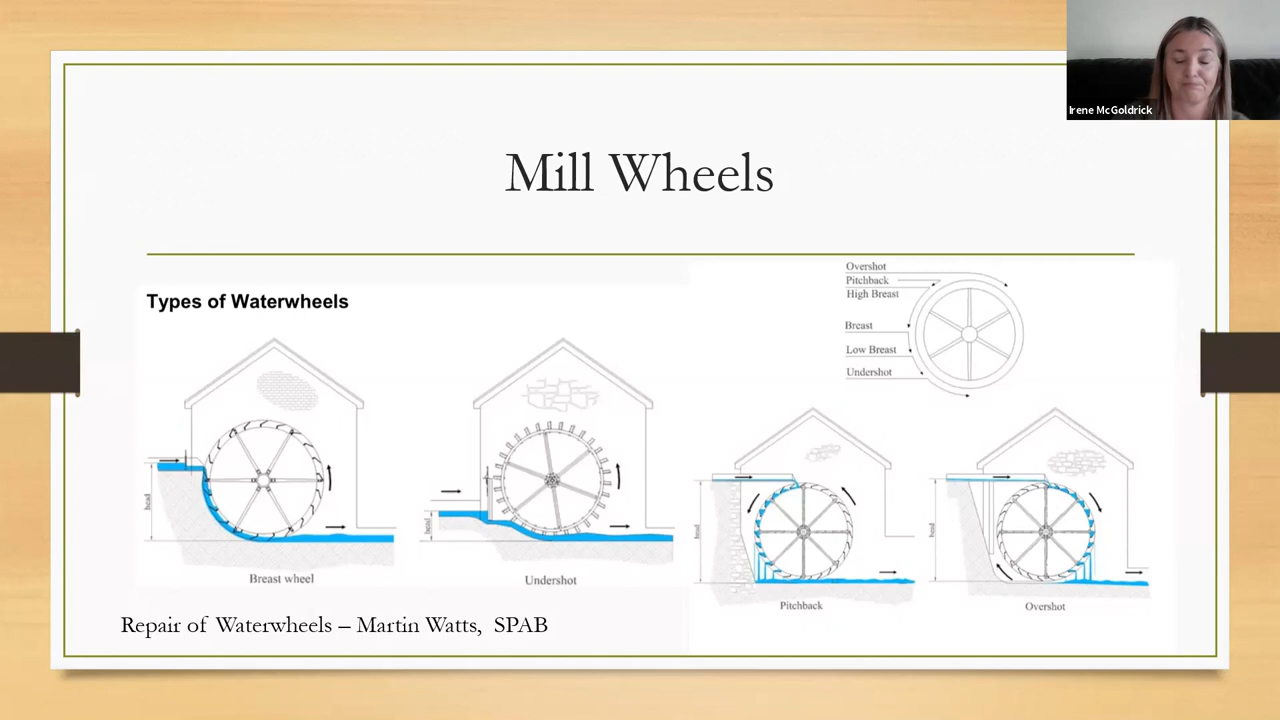 Irene McGoldrick
Mill Wheels
Types of Waterwheels
Overshot
Pitchback
High Breast
Breast
Low Breast
Undershot
head
Breast wheel
head
Undershot
head
Pitchback
head
Overshot
Repair of Waterwheels – Martin Watts, SPAB